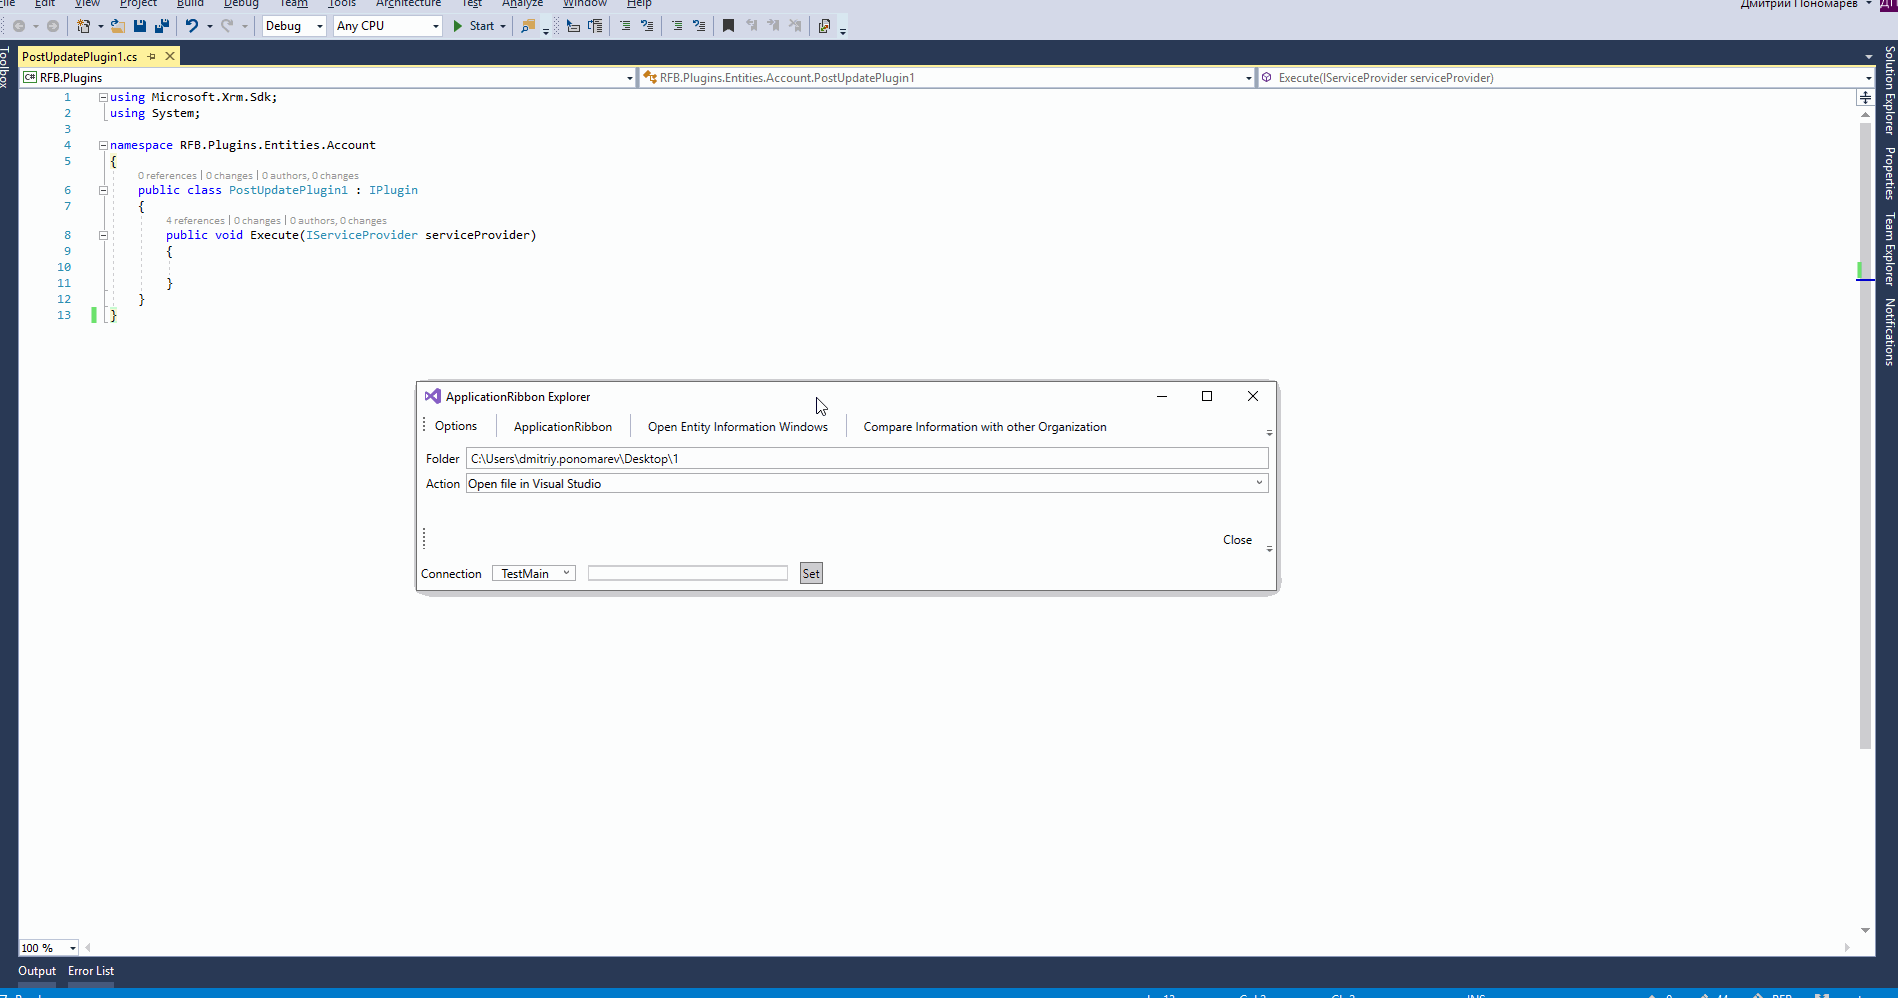 File Edit View Project Build Debug Team Tools Architecture Test Analyze Window Help
Дмитрий Пономарев ДП
Debug Any CPU Start
Toolbox
PostUpdatePlugin1.cs
C# RFB.Plugins RFB.Plugins.Entities.Account.PostUpdatePlugin1 Execute(IServiceProvider serviceProvider)
1 using Microsoft.Xrm.Sdk;
2 using System;
3
4 namespace RFB.Plugins.Entities.Account
5 {
0 references | 0 changes | 0 authors, 0 changes
6 public class PostUpdatePlugin1 : IPlugin
7 {
4 references | 0 changes | 0 authors, 0 changes
8 public void Execute(IServiceProvider serviceProvider)
9 {
10
11 }
12 }
13 }
ApplicationRibbon Explorer
Options ApplicationRibbon Open Entity Information Windows Compare Information with other Organization
Folder C:\Users\dmitriy.ponomarev\Desktop\1
Action Open file in Visual Studio
Close
Connection TestMain Set
Solution Explorer
Properties
Team Explorer
Notifications
100 %
Output Error List